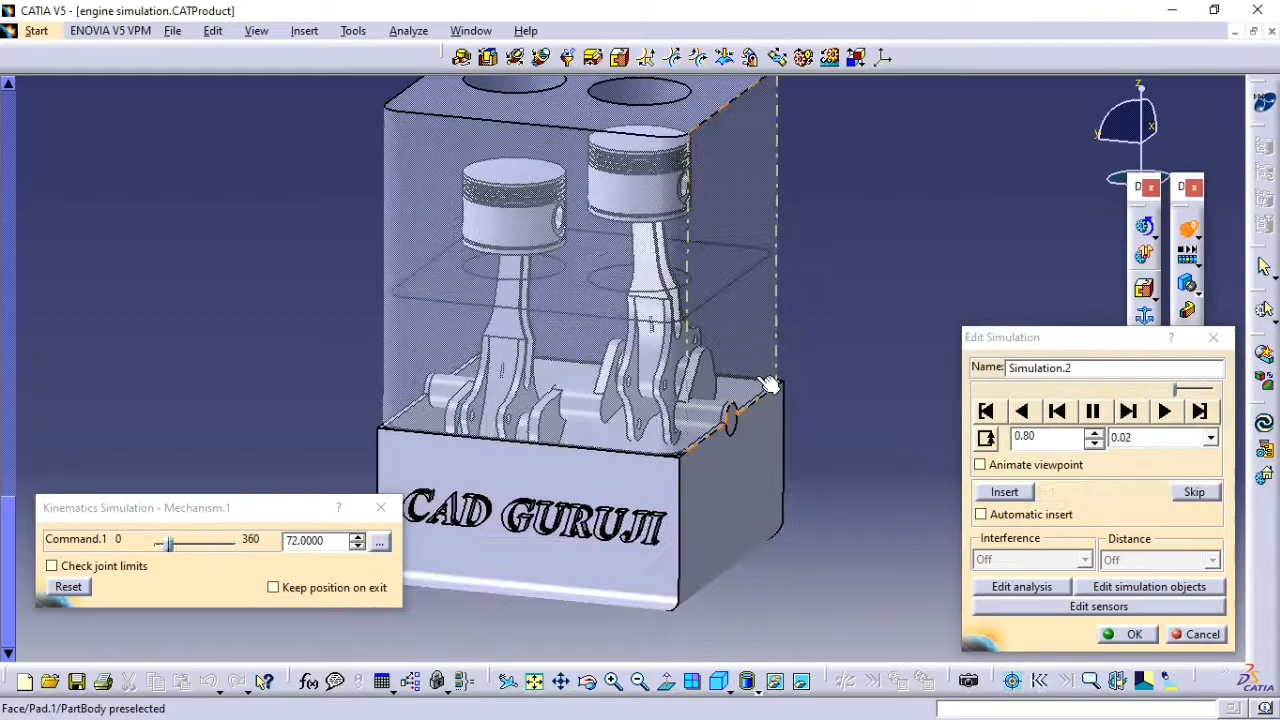 CATIA V5 - [engine simulation.CATProduct]
Start ENOVIA V5 VPM File Edit View Insert Tools Analyze Window Help
z
y x
D D
Edit Simulation ?
Name: Simulation.2
0.80 0.02
Animate viewpoint
Insert Skip
Automatic insert
Interference Distance
Off Off
Edit analysis Edit simulation objects
Edit sensors
OK Cancel
Kinematics Simulation - Mechanism.1 ?
Command.1 0 360 72.0000 ...
Check joint limits
Reset Keep position on exit
CAD GURUJI
f(x)
CATIA
Face/Pad.1/PartBody preselected